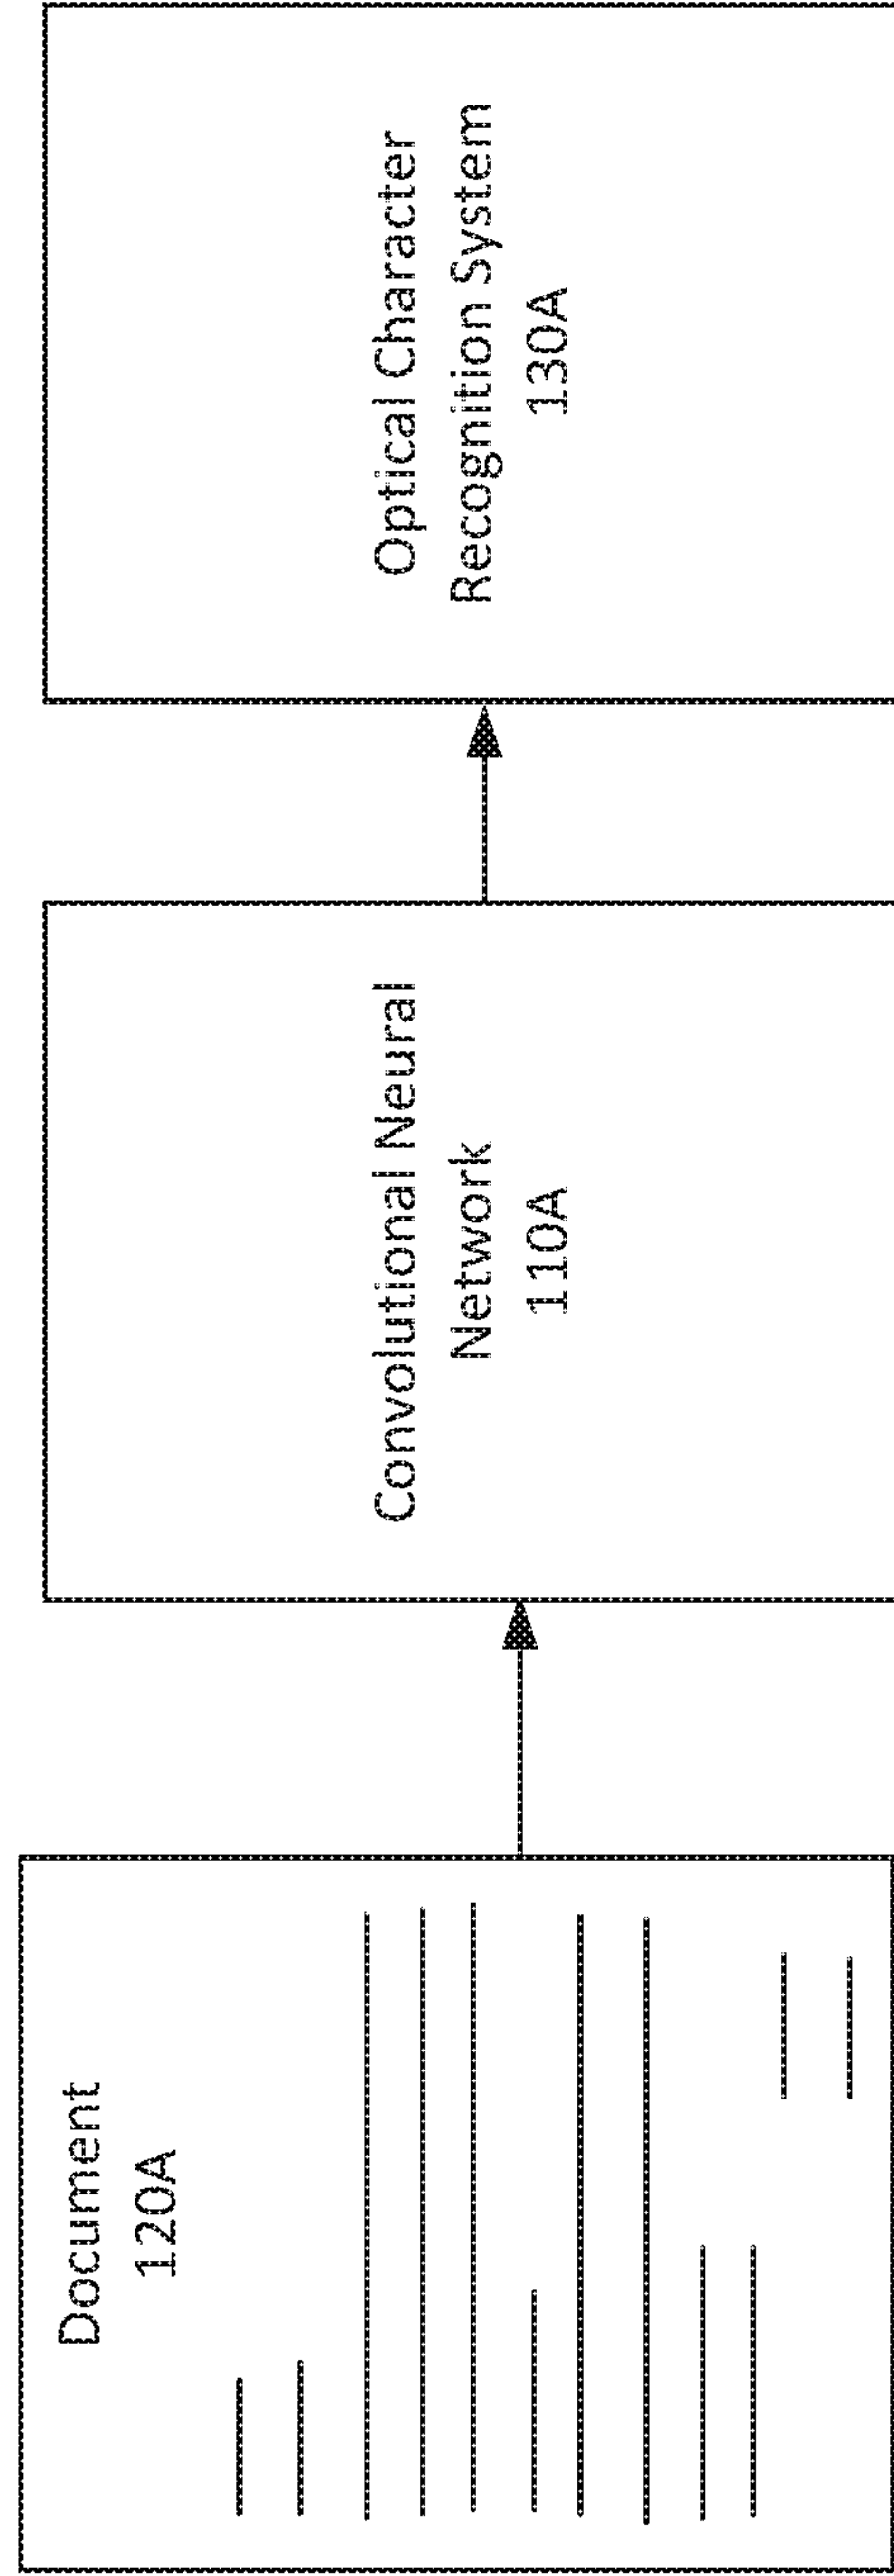 Document
120A
Convolutional Neural
Network
110A
Optical Character
Recognition System
130A